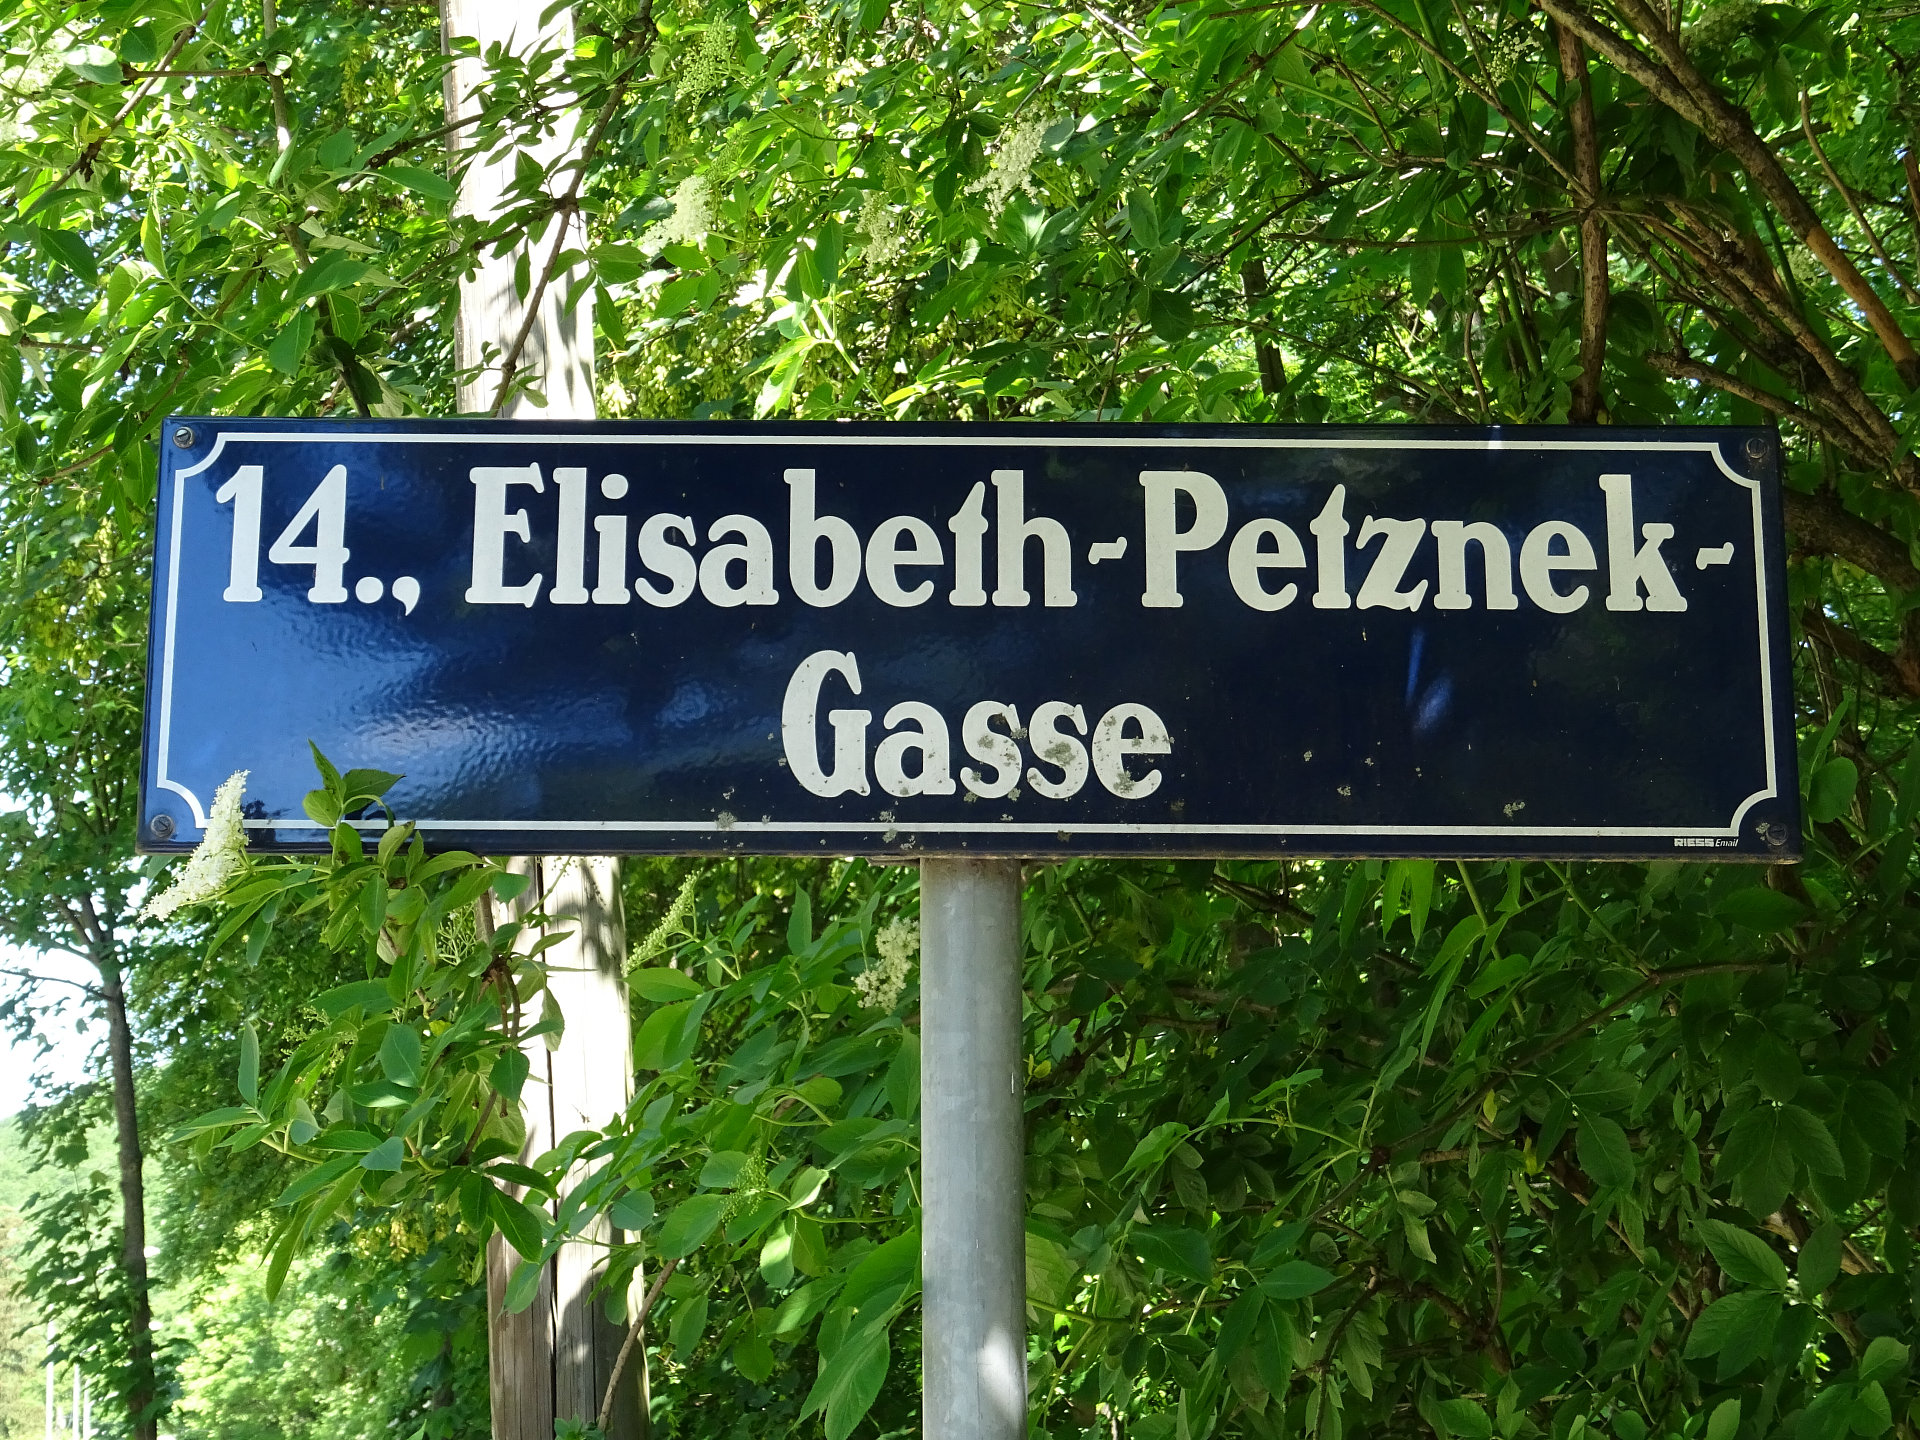 14., Elisabeth-Petznek-
Gasse
RIESS Email